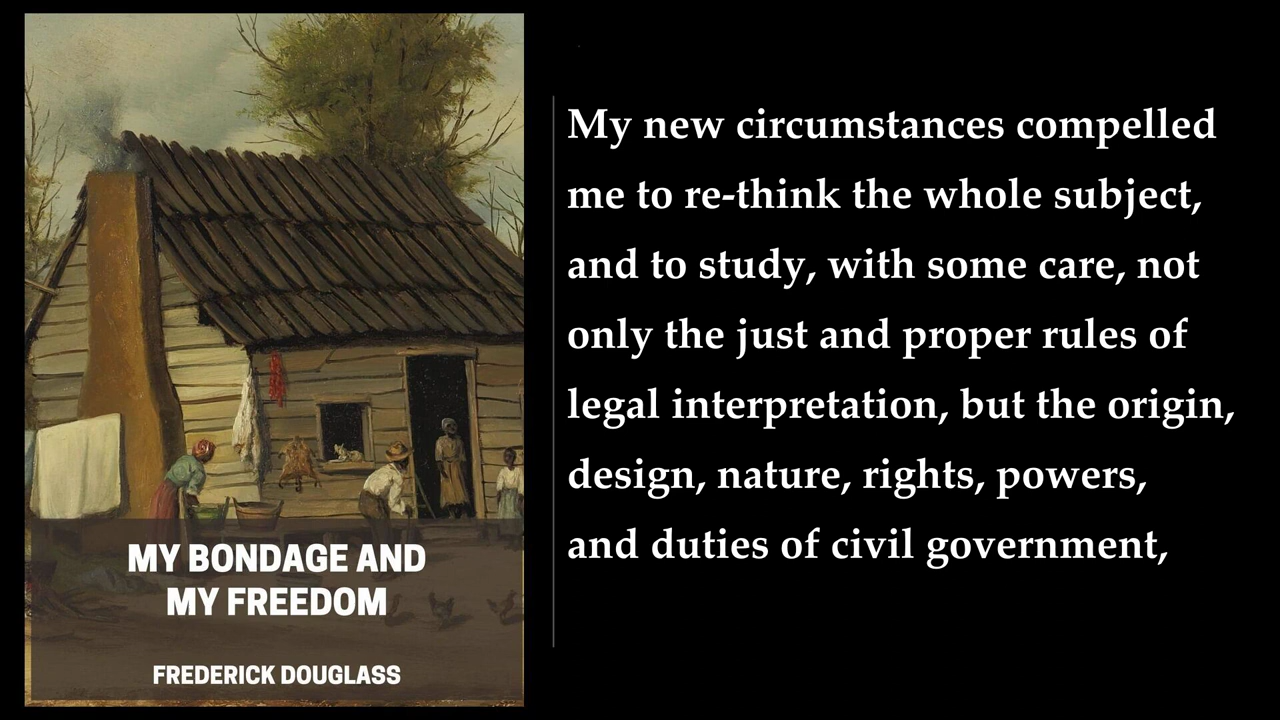 MY BONDAGE AND
MY FREEDOM
FREDERICK DOUGLASS
My new circumstances compelled
me to re-think the whole subject,
and to study, with some care, not
only the just and proper rules of
legal interpretation, but the origin,
design, nature, rights, powers,
and duties of civil government,